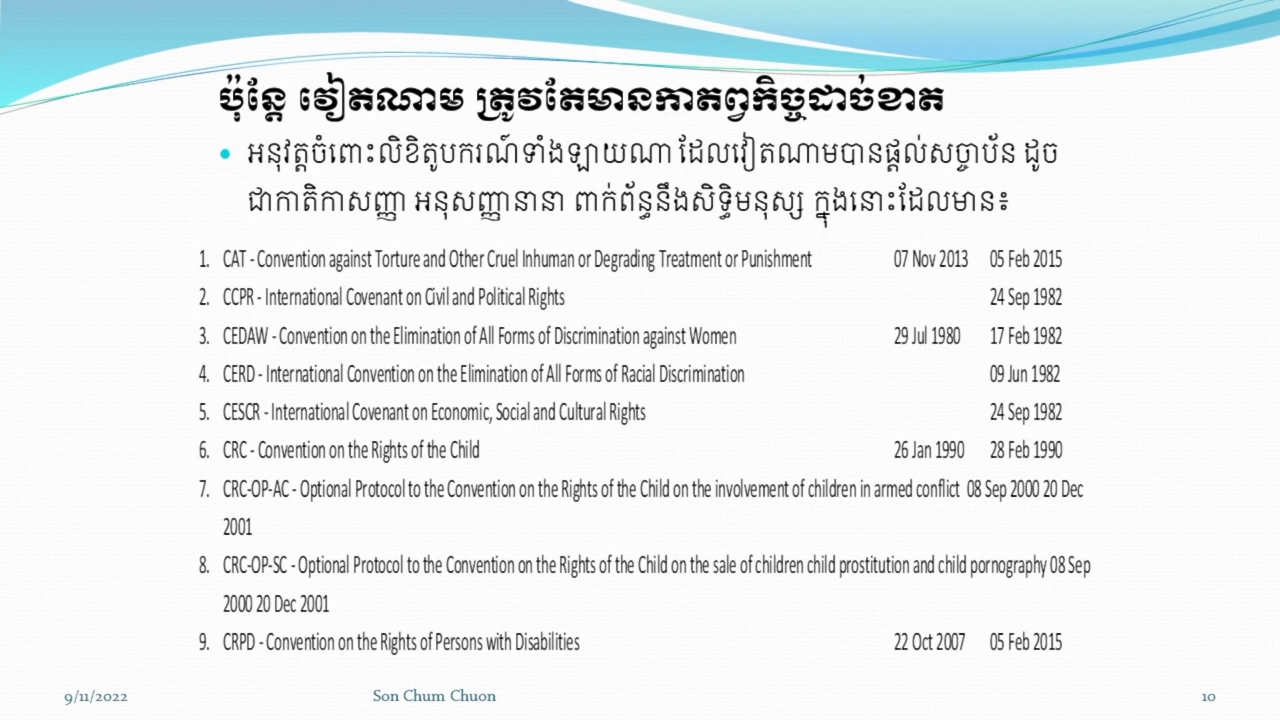 ប៉ុន្តែ វៀតណាម ត្រូវតែមានកាតព្វកិច្ចដាច់ខាត
• អនុវត្តចំពោះលិខិតូបករណ៍ទាំងឡាយណា ដែលវៀតណាមបានផ្តល់សច្ចាប័ន ដូច
ជាកាតិកាសញ្ញា អនុសញ្ញានានា ពាក់ព័ន្ធនឹងសិទ្ធិមនុស្ស ក្នុងនោះដែលមាន៖
1. CAT - Convention against Torture and Other Cruel Inhuman or Degrading Treatment or Punishment 07 Nov 2013 05 Feb 2015
2. CCPR - International Covenant on Civil and Political Rights 24 Sep 1982
3. CEDAW - Convention on the Elimination of All Forms of Discrimination against Women 29 Jul 1980 17 Feb 1982
4. CERD - International Convention on the Elimination of All Forms of Racial Discrimination 09 Jun 1982
5. CESCR - International Covenant on Economic, Social and Cultural Rights 24 Sep 1982
6. CRC - Convention on the Rights of the Child 26 Jan 1990 28 Feb 1990
7. CRC-OP-AC - Optional Protocol to the Convention on the Rights of the Child on the involvement of children in armed conflict 08 Sep 2000 20 Dec
2001
8. CRC-OP-SC - Optional Protocol to the Convention on the Rights of the Child on the sale of children child prostitution and child pornography 08 Sep
2000 20 Dec 2001
9. CRPD - Convention on the Rights of Persons with Disabilities 22 Oct 2007 05 Feb 2015
9/11/2022 Son Chum Chuon 10